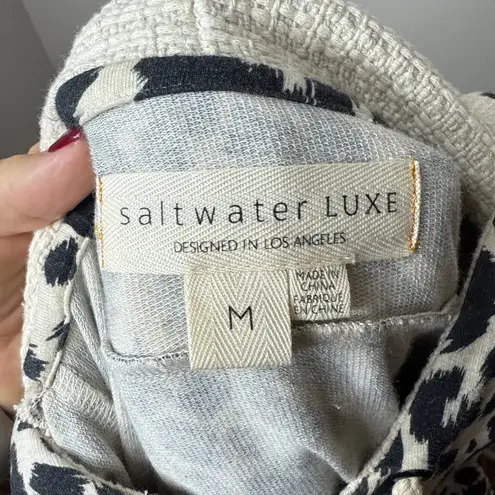 saltwater LUXE
DESIGNED IN LOS ANGELES
M
MADE IN
CHINA
FABRIQUE
EN CHINE